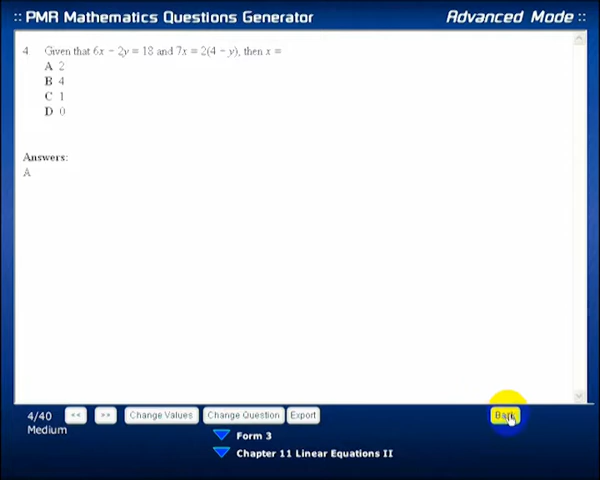 :: PMR Mathematics Questions Generator
Advanced Mode ::
4 Given that 6x − 2y = 18 and 7x = 2(4 − y), then x =
A 2
B 4
C 1
D 0
Answers:
A
4/40 << >> Change Values Change Question Export Back
Medium
Form 3
Chapter 11 Linear Equations II